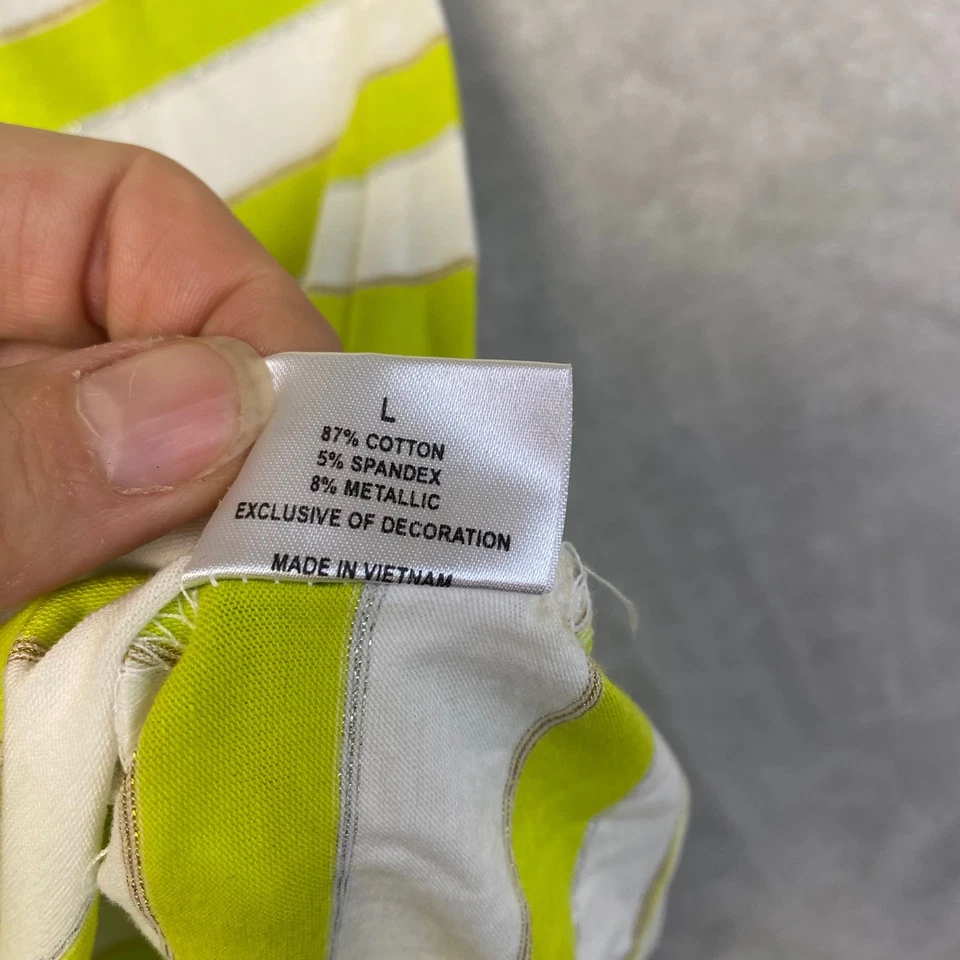 L
87% COTTON
5% SPANDEX
8% METALLIC
EXCLUSIVE OF DECORATION
MADE IN VIETNAM